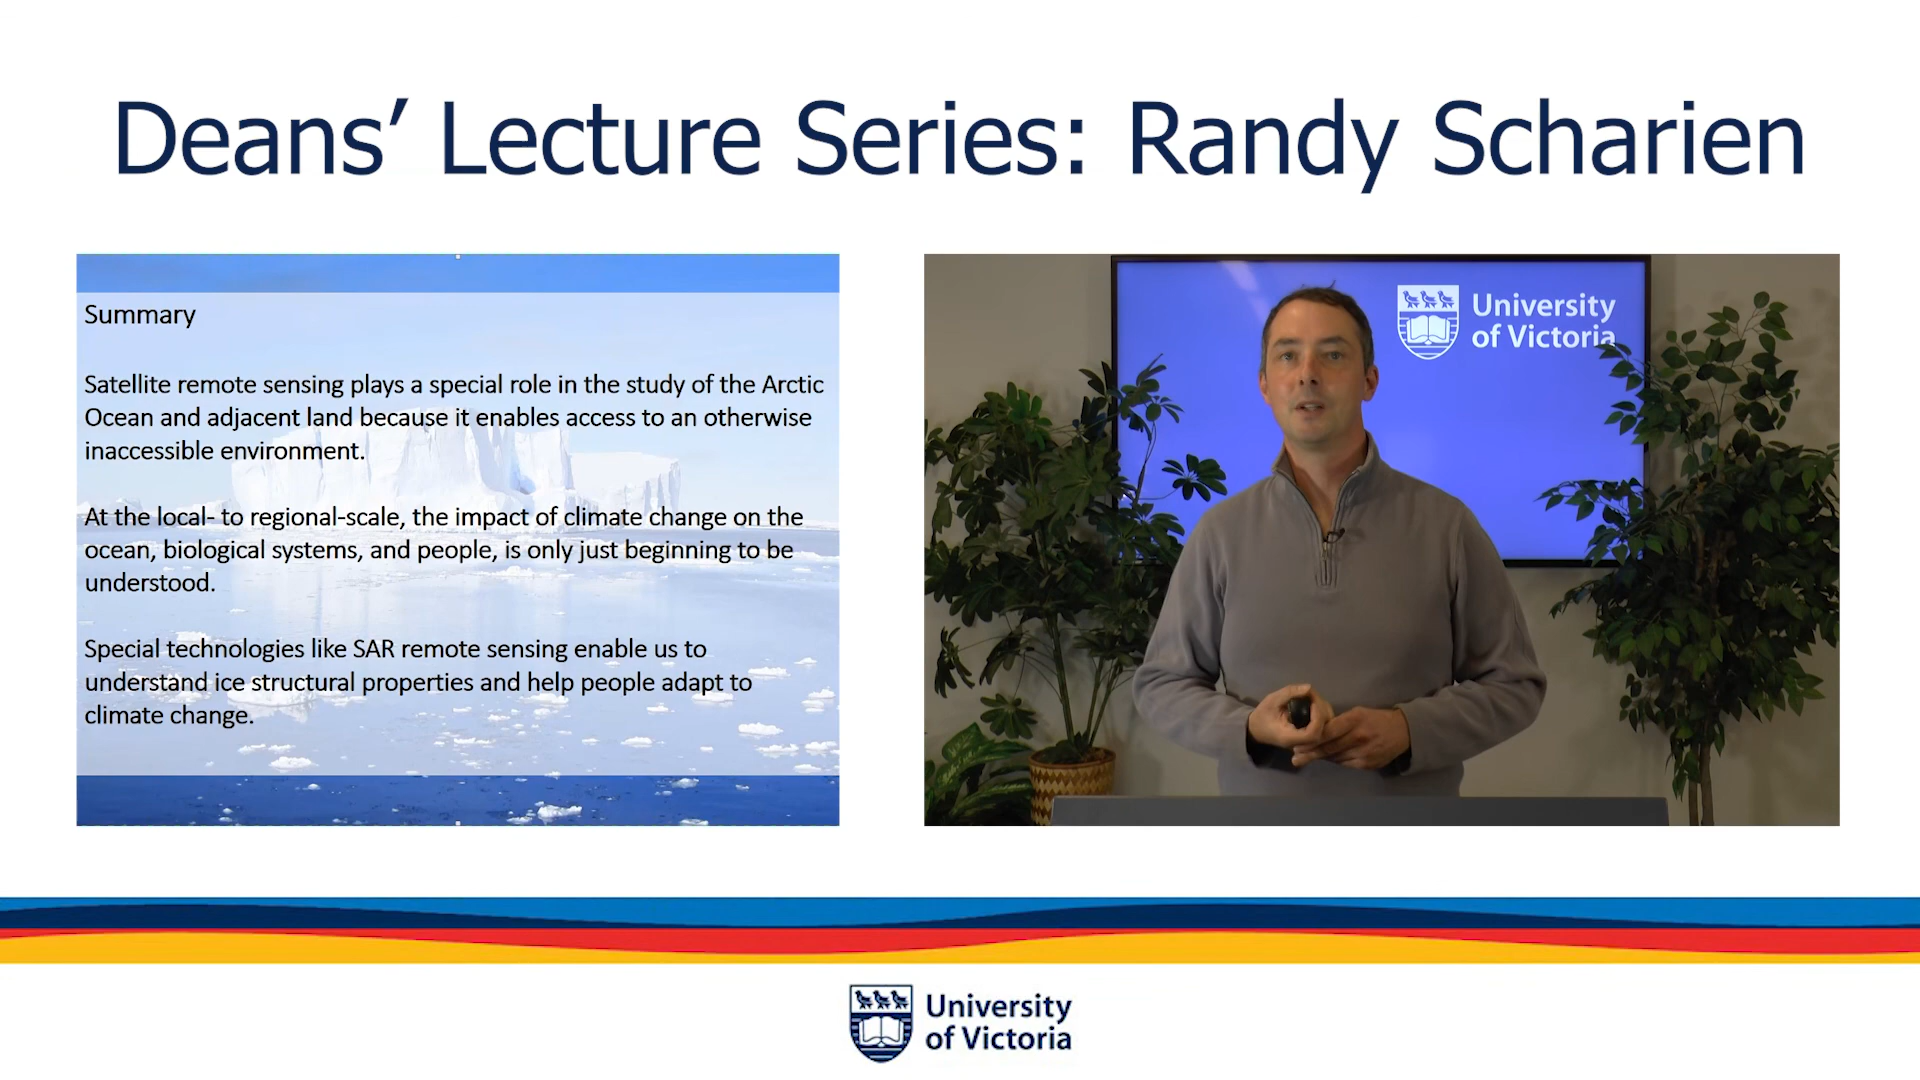 Deans’ Lecture Series: Randy Scharien
Summary
Satellite remote sensing plays a special role in the study of the Arctic
Ocean and adjacent land because it enables access to an otherwise
inaccessible environment.
At the local- to regional-scale, the impact of climate change on the
ocean, biological systems, and people, is only just beginning to be
understood.
Special technologies like SAR remote sensing enable us to
understand ice structural properties and help people adapt to
climate change.
University
of Victoria
University
of Victoria